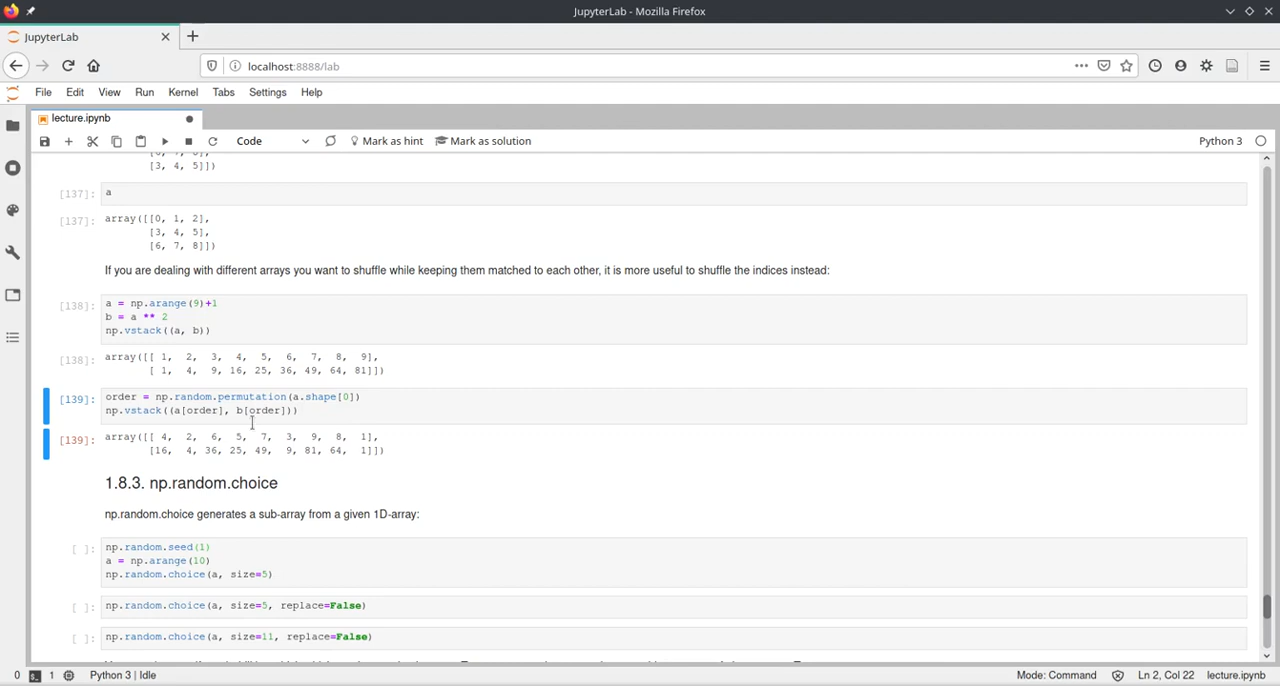 JupyterLab - Mozilla Firefox
JupyterLab
localhost:8888/lab
File Edit View Run Kernel Tabs Settings Help
lecture.ipynb
Code Mark as hint Mark as solution Python 3
[3, 4, 5]])
[137]: a
[137]: array([[0, 1, 2],
[3, 4, 5],
[6, 7, 8]])
If you are dealing with different arrays you want to shuffle while keeping them matched to each other, it is more useful to shuffle the indices instead:
[138]: a = np.arange(9)+1
b = a ** 2
np.vstack((a, b))
[138]: array([[ 1, 2, 3, 4, 5, 6, 7, 8, 9],
[ 1, 4, 9, 16, 25, 36, 49, 64, 81]])
[139]: order = np.random.permutation(a.shape[0])
np.vstack((a[order], b[order]))
[139]: array([[ 4, 2, 6, 5, 7, 3, 9, 8, 1],
[16, 4, 36, 25, 49, 9, 81, 64, 1]])
1.8.3. np.random.choice
np.random.choice generates a sub-array from a given 1D-array:
[ ]: np.random.seed(1)
a = np.arange(10)
np.random.choice(a, size=5)
[ ]: np.random.choice(a, size=5, replace=False)
[ ]: np.random.choice(a, size=11, replace=False)
0 1 Python 3 | Idle Mode: Command Ln 2, Col 22 lecture.ipynb